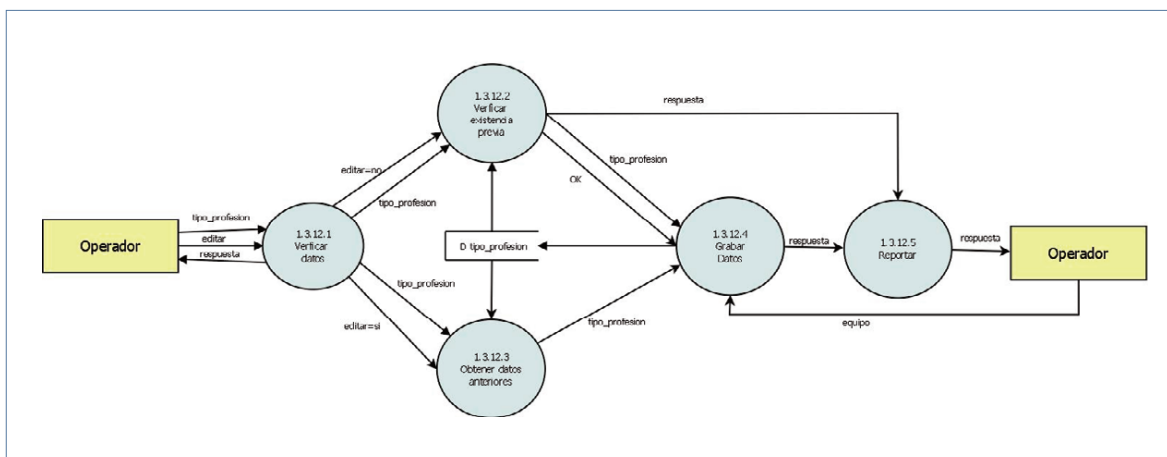 1.3.12.2
Verficar
existencia
previa
respuesta
editar=no
tipo_profesion
OK
tipo_profesion
tipo_profesion
Operador
editar
respuesta
1.3.12.1
Verficar
datos
D tipo_profesion
1.3.12.4
Grabar
Datos
respuesta
1.3.12.5
Reportar
respuesta
Operador
tipo_profesion
editar=si
tipo_profesion
equipo
1.3.12.3
Obtener datos
anteriores